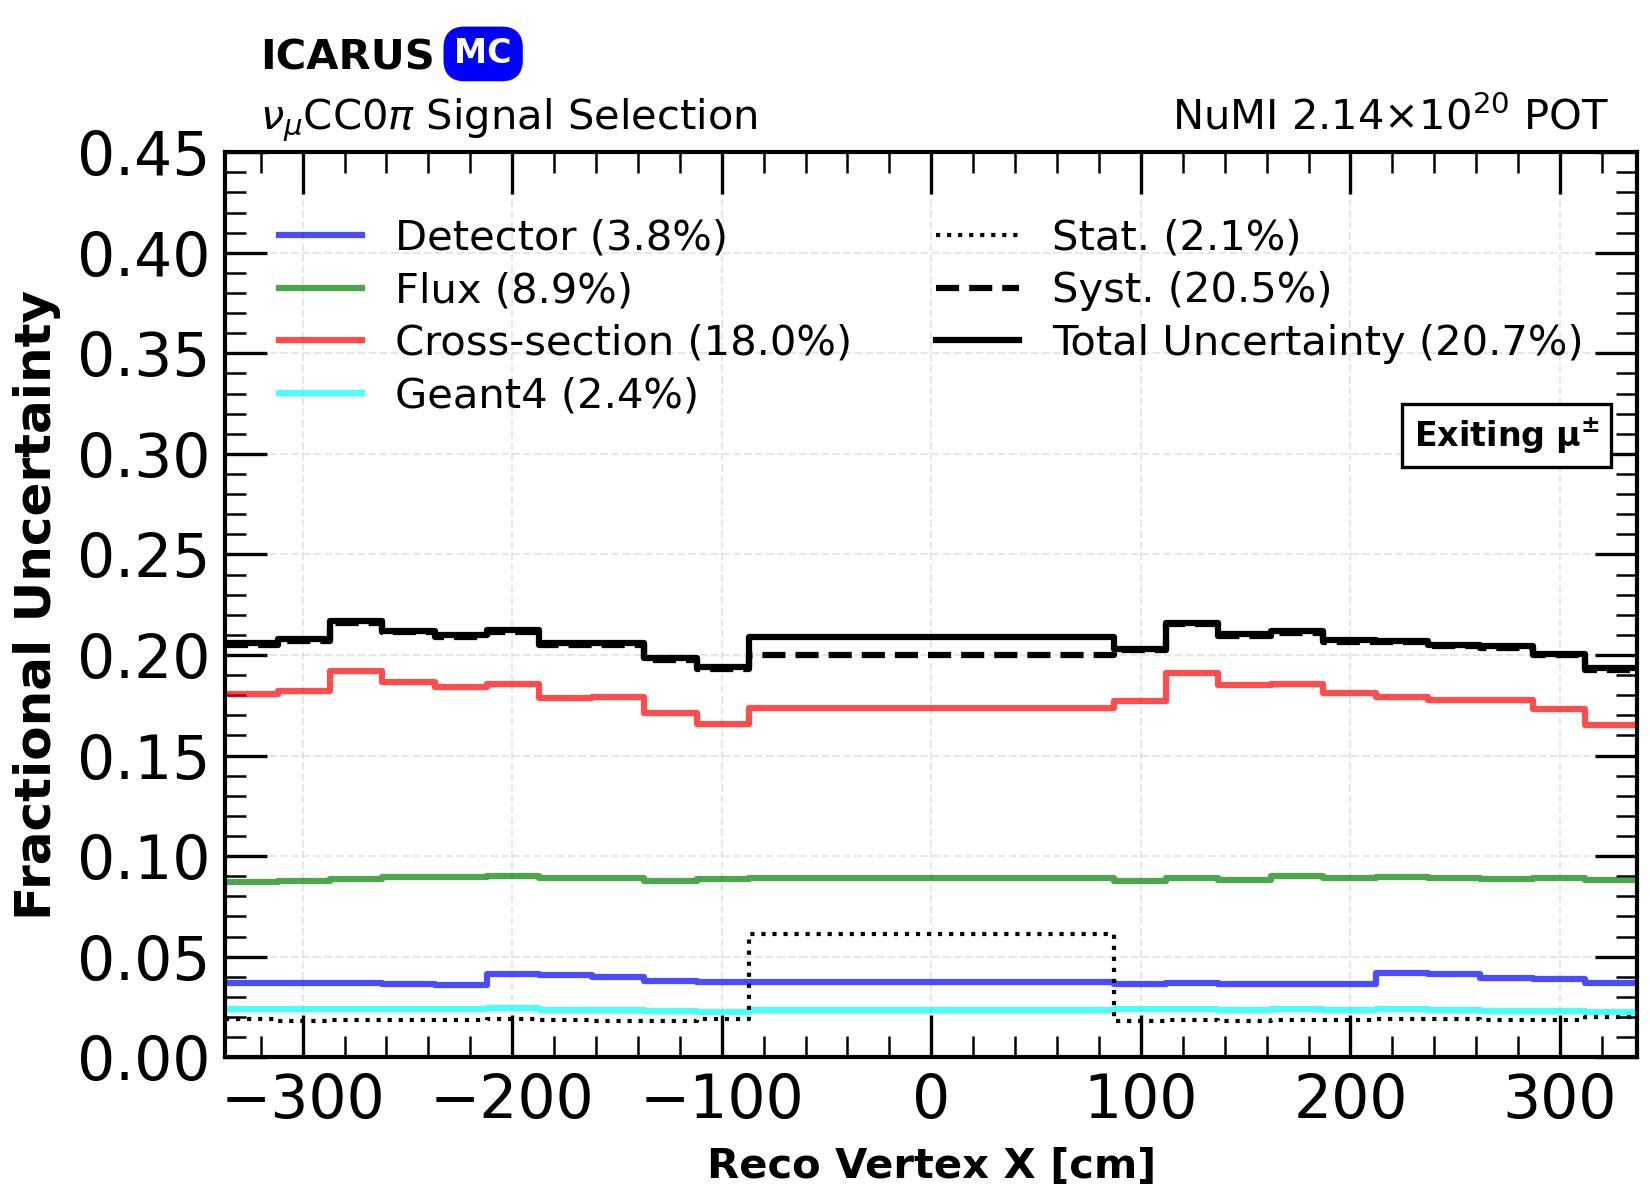 ICARUS MC
νμCC0π Signal Selection
NuMI 2.14×10²⁰ POT
Fractional Uncertainty
0.45
0.40
0.35
0.30
0.25
0.20
0.15
0.10
0.05
0.00
Detector (3.8%)
Flux (8.9%)
Cross-section (18.0%)
Geant4 (2.4%)
Stat. (2.1%)
Syst. (20.5%)
Total Uncertainty (20.7%)
Exiting μ±
−300 −200 −100 0 100 200 300
Reco Vertex X [cm]